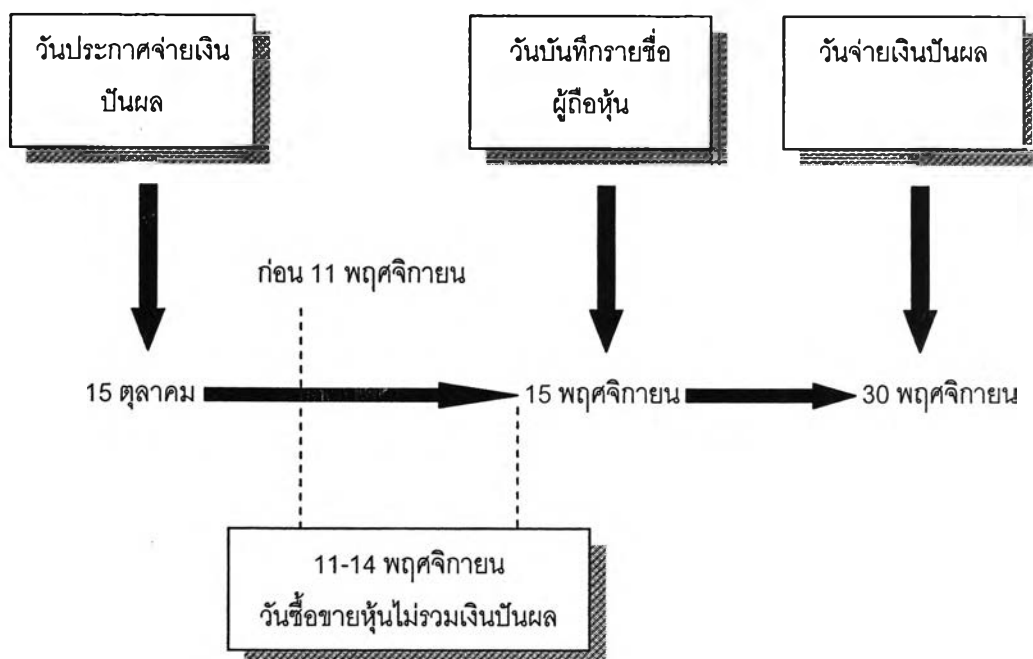 วันประกาศจ่ายเงิน
ปันผล
วันบันทึกรายชื่อ
ผู้ถือหุ้น
วันจ่ายเงินปันผล
ก่อน 11 พฤศจิกายน
15 ตุลาคม
15 พฤศจิกายน
30 พฤศจิกายน
11-14 พฤศจิกายน
วันซื้อขายหุ้นไม่รวมเงินปันผล